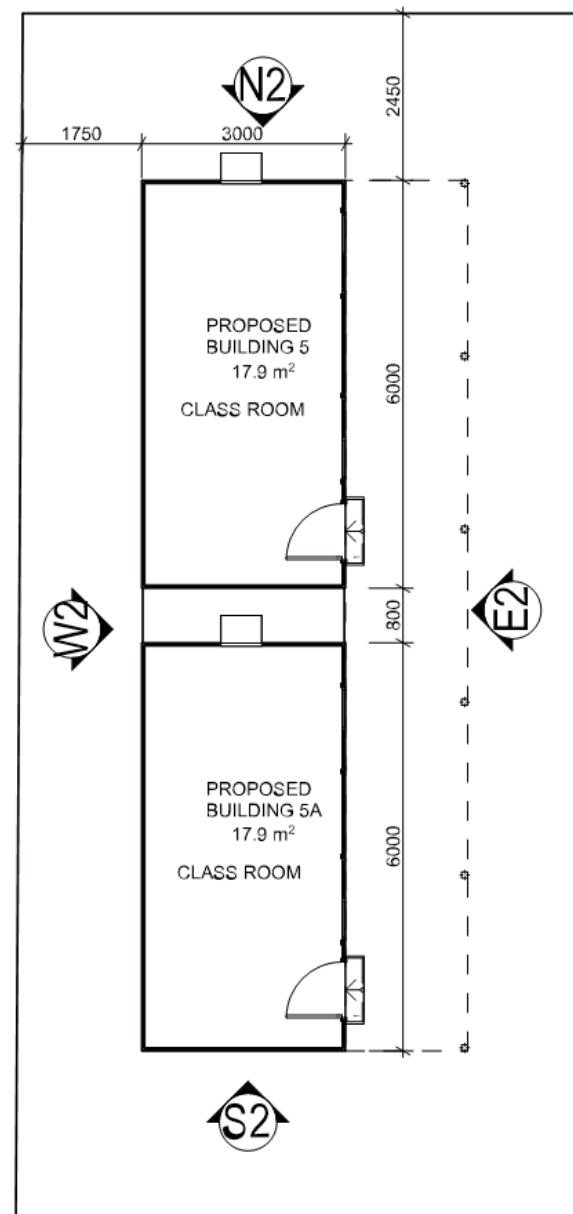 2450
N2
1750
3000
PROPOSED
BUILDING 5
17.9 m²
CLASS ROOM
6000
W2
800
E2
PROPOSED
BUILDING 5A
17.9 m²
CLASS ROOM
6000
S2